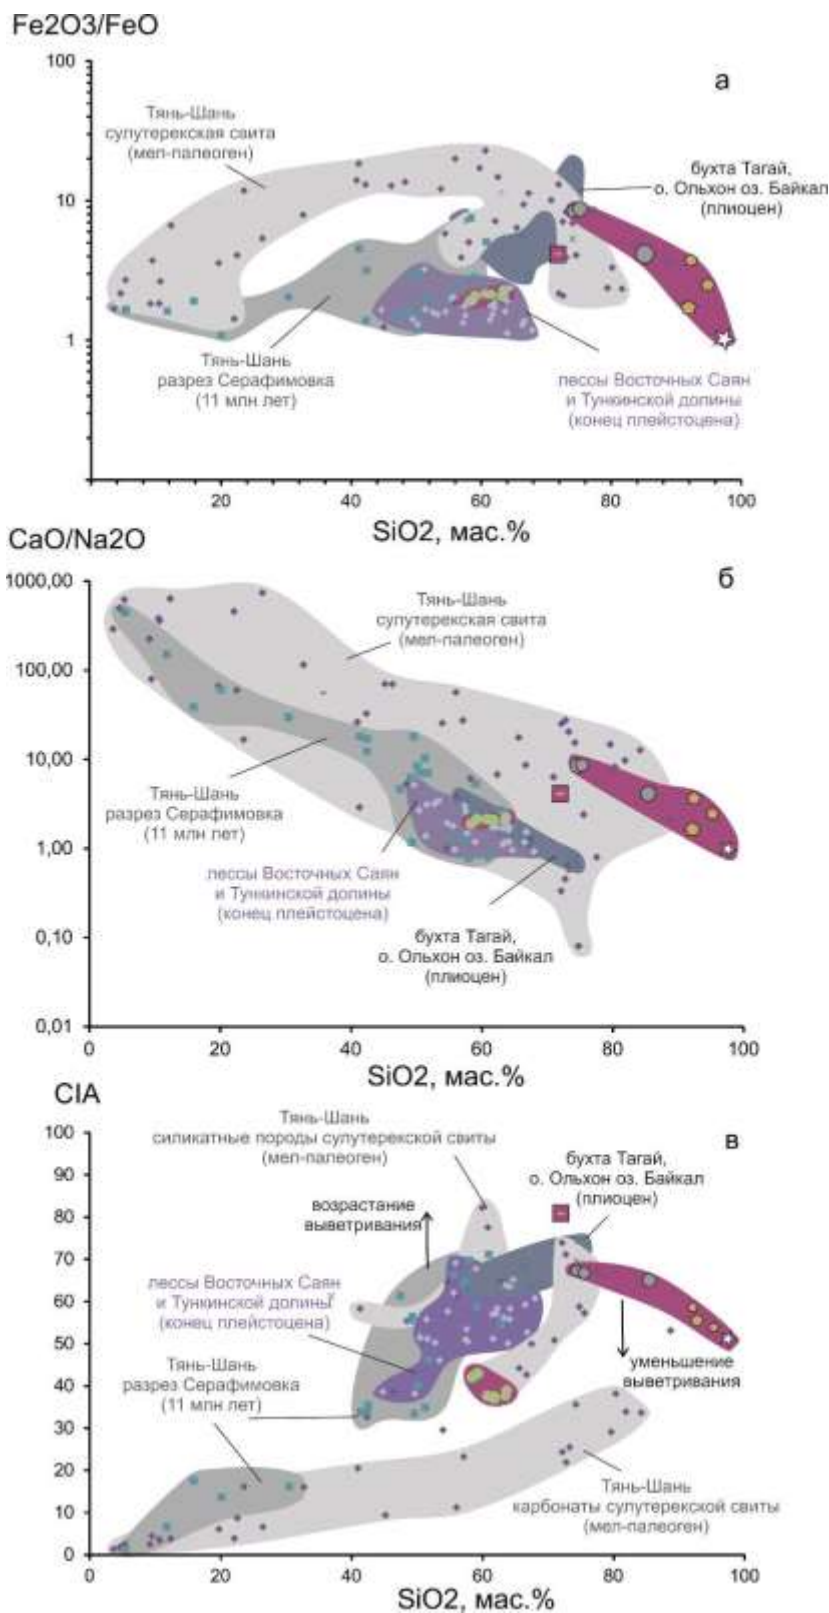 Fe2O3/FeO
100
а
Тянь-Шань
сулутерекская свита
(мел-палеоген)
бухта Тагай,
о. Ольхон оз. Байкал
(плиоцен)
10
1
Тянь-Шань
разрез Серафимовка
(11 млн лет)
лессы Восточных Саян
и Тункинской долины
(конец плейстоцена)
20 40 60 80 100
SiO2, мас.%
CaO/Na2O
1000,00
б
Тянь-Шань
сулутерекская свита
(мел-палеоген)
100,00
10,00
Тянь-Шань
разрез Серафимовка
(11 млн лет)
1,00
лессы Восточных Саян
и Тункинской долины
(конец плейстоцена)
0,10
бухта Тагай,
о. Ольхон оз. Байкал
(плиоцен)
0,01
0 20 40 60 80 100
SiO2, мас.%
CIA
Тянь-Шань
силикатные породы сулутерекской свиты
(мел-палеоген)
100
в
бухта Тагай,
о. Ольхон оз. Байкал
(плиоцен)
90
80
возрастание
выветривания
70
лессы Восточных Саян
и Тункинской долины
(конец плейстоцена)
60
50
уменьшение
выветривания
Тянь-Шань
разрез Серафимовка
(11 млн лет)
40
30
20
Тянь-Шань
карбонаты сулутерекской свиты
(мел-палеоген)
10
0
0 20 40 60 80 100
SiO2, мас.%